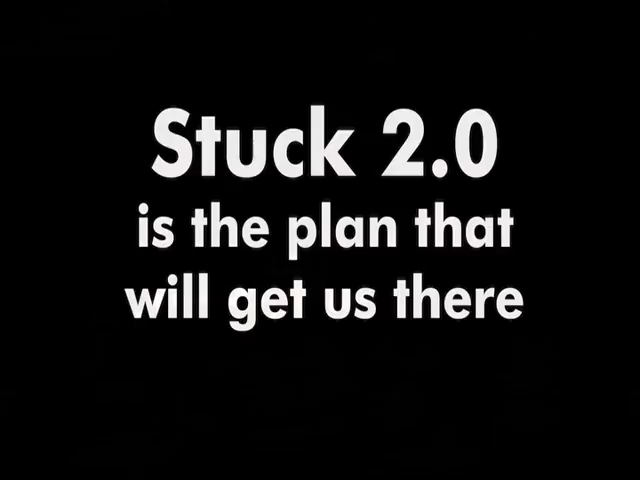 Stuck 2.0
is the plan that
will get us there